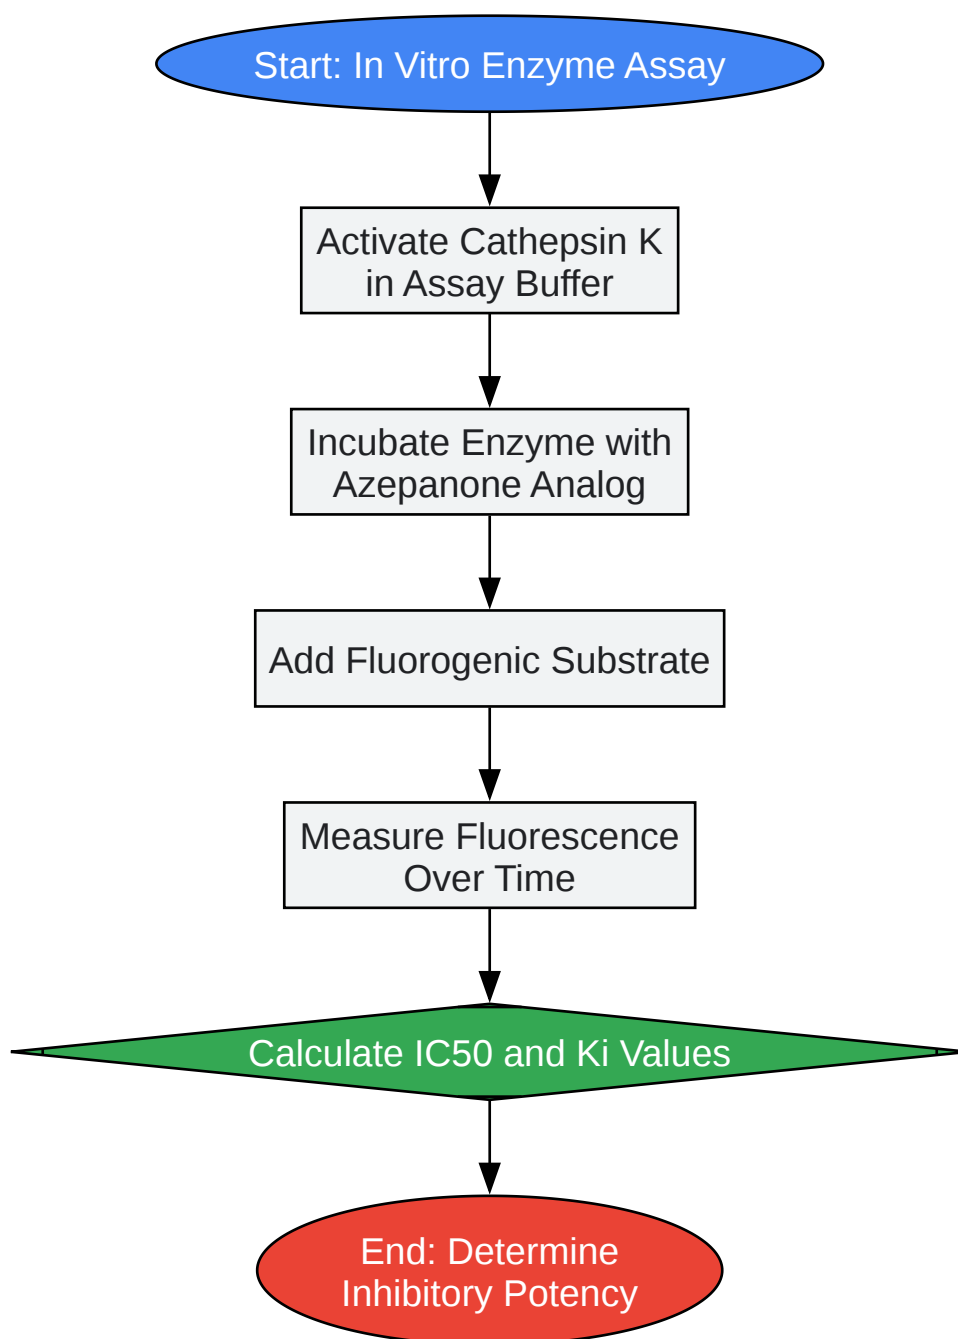 Start: In Vitro Enzyme Assay
Activate Cathepsin K
in Assay Buffer
Incubate Enzyme with
Azepanone Analog
Add Fluorogenic Substrate
Measure Fluorescence
Over Time
Calculate IC50 and Ki Values
End: Determine
Inhibitory Potency